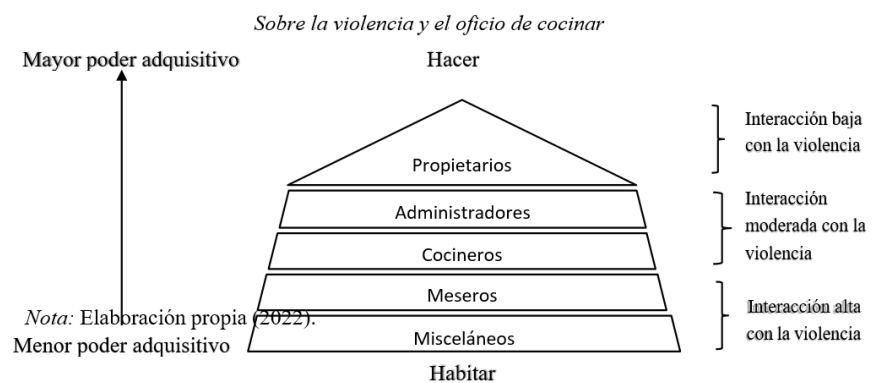 Sobre la violencia y el oficio de cocinar
Mayor poder adquisitivo
Hacer
Propietarios
Interacción baja
con la violencia
Administradores
Cocineros
Interacción
moderada con la
violencia
Meseros
Misceláneos
Interacción alta
con la violencia
Nota: Elaboración propia (2022).
Menor poder adquisitivo
Habitar